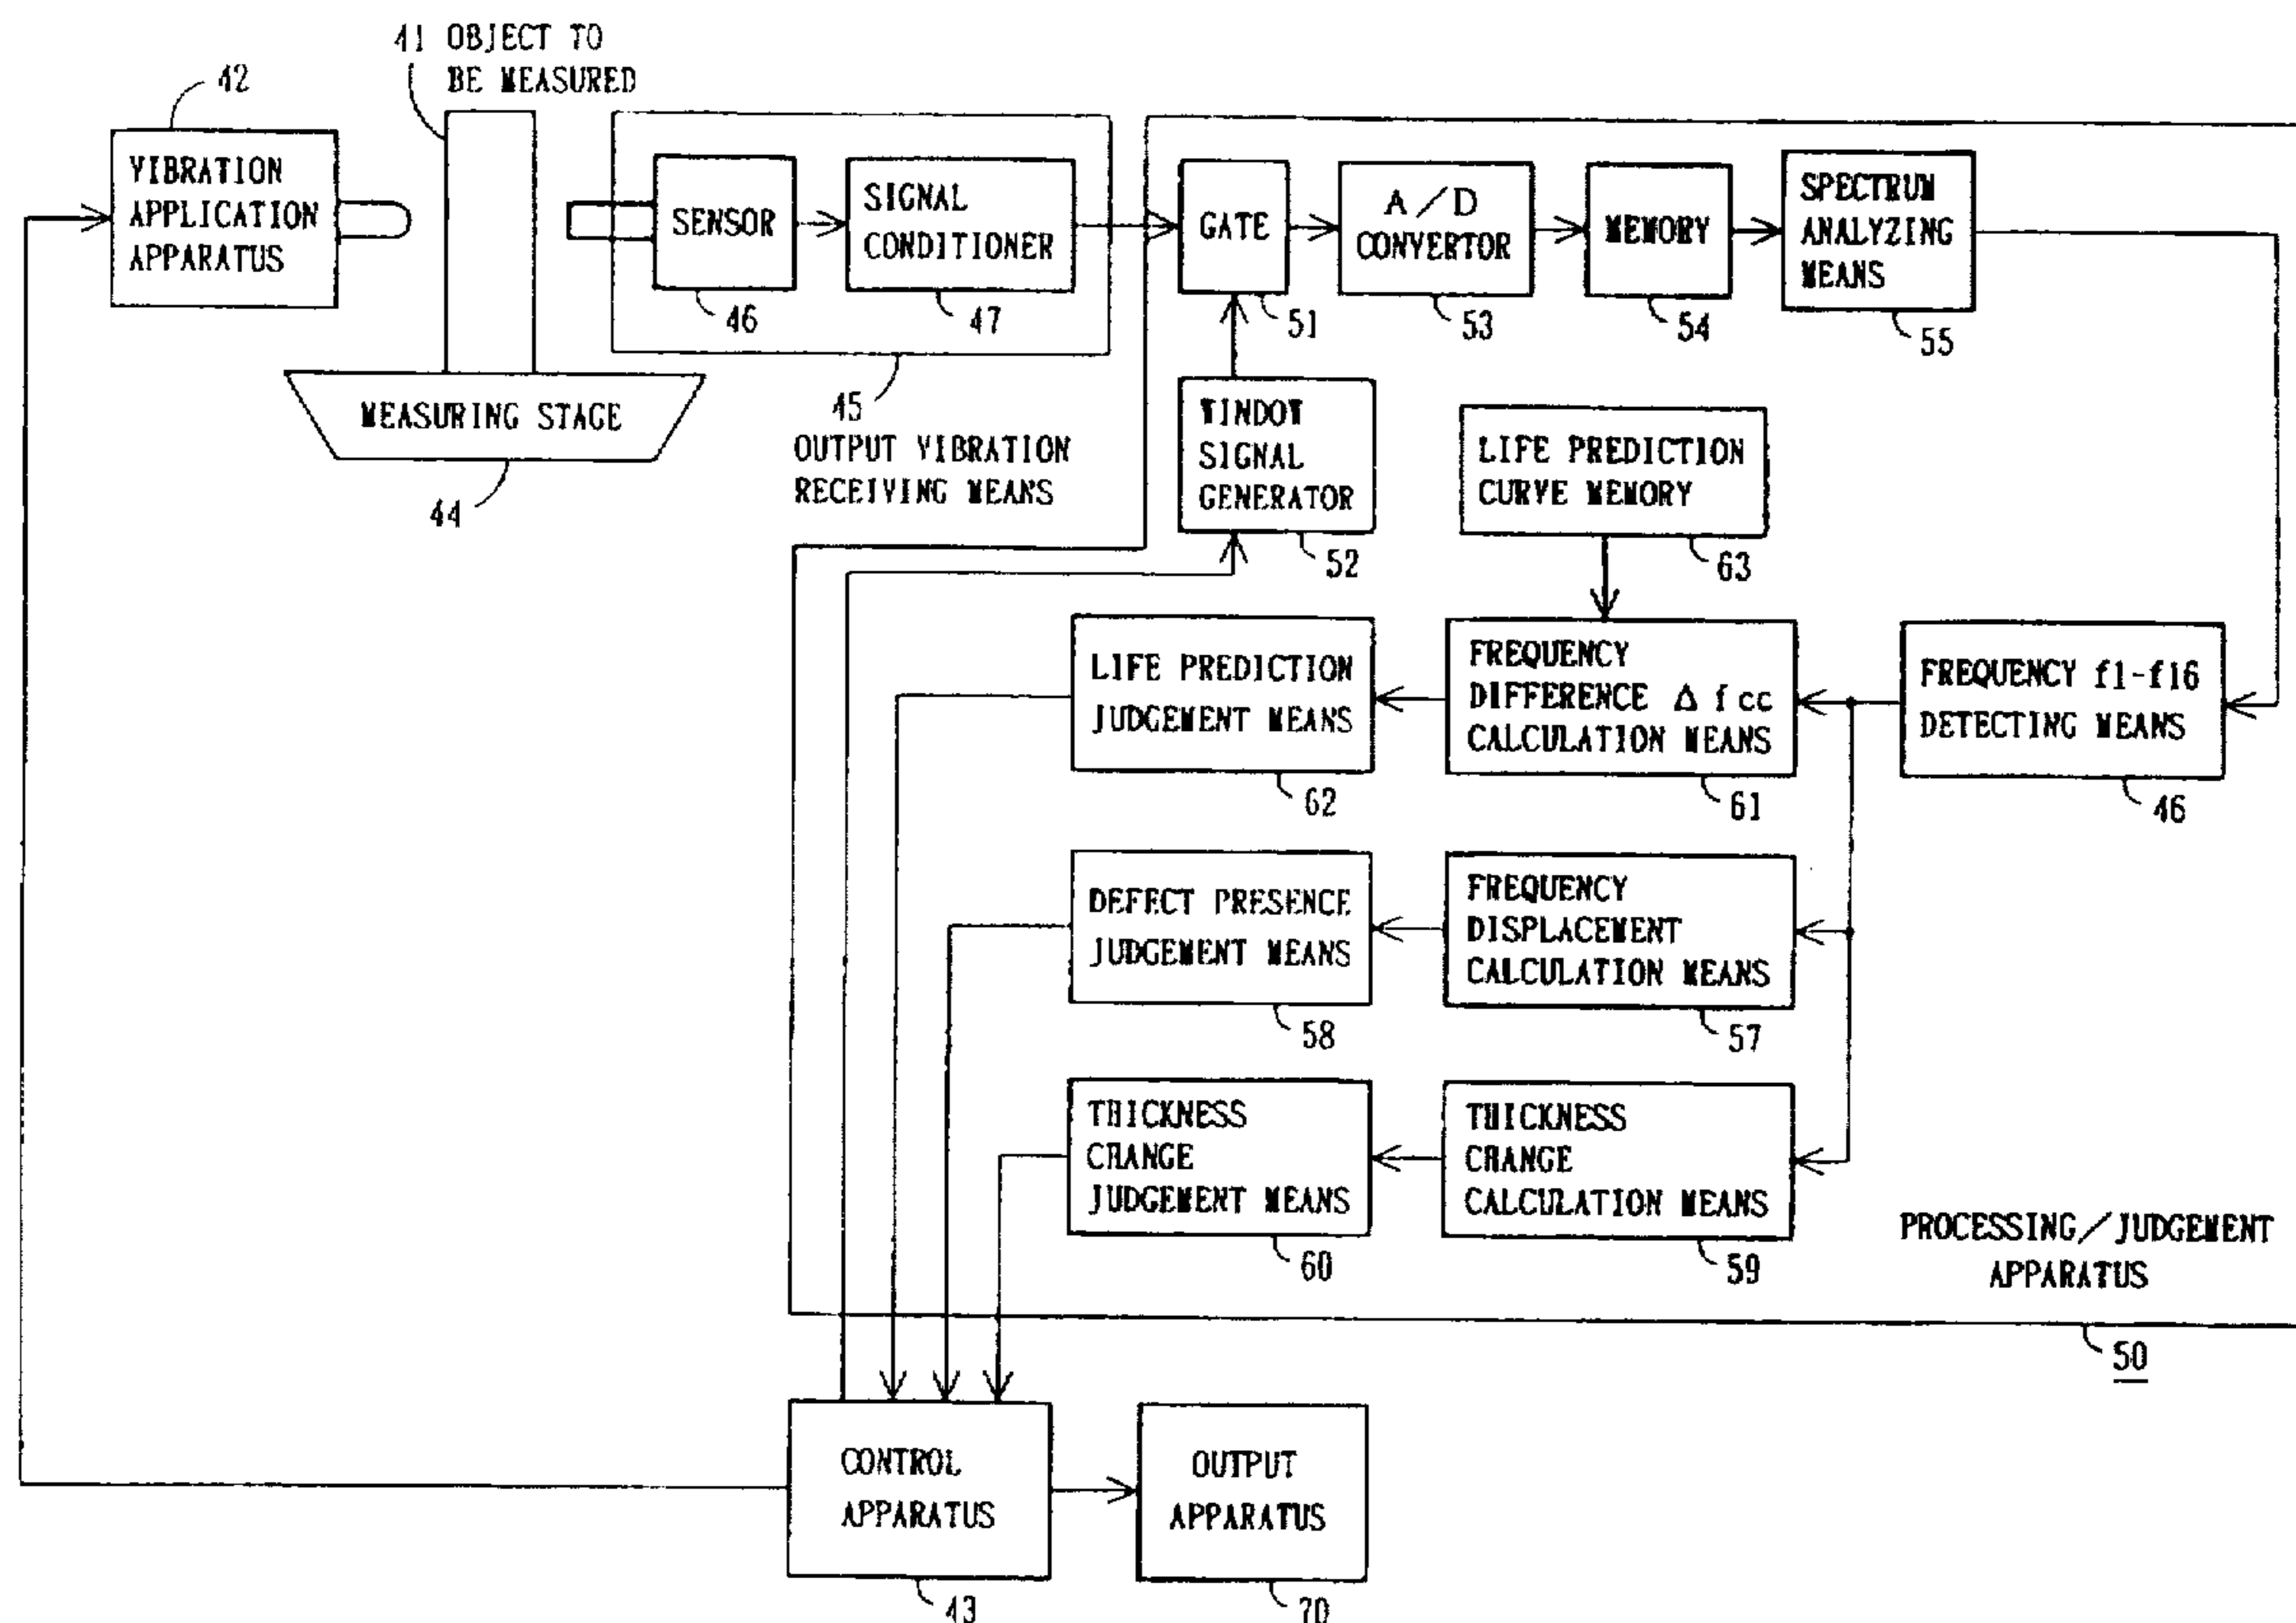 41 OBJECT TO
BE MEASURED
42
VIBRATION
APPLICATION
APPARATUS
SENSOR
46
SIGNAL
CONDITIONER
47
GATE
51
A/D
CONVERTOR
53
MEMORY
54
SPECTRUM
ANALYZING
MEANS
55
MEASURING STAGE
44
45
OUTPUT VIBRATION
RECEIVING MEANS
WINDOW
SIGNAL
GENERATOR
52
LIFE PREDICTION
CURVE MEMORY
63
LIFE PREDICTION
JUDGEMENT MEANS
62
FREQUENCY
DIFFERENCE Δ fcc
CALCULATION MEANS
61
FREQUENCY f1-f16
DETECTING MEANS
46
DEFECT PRESENCE
JUDGEMENT MEANS
58
FREQUENCY
DISPLACEMENT
CALCULATION MEANS
57
THICKNESS
CHANGE
JUDGEMENT MEANS
60
THICKNESS
CHANGE
CALCULATION MEANS
59
PROCESSING/JUDGEMENT
APPARATUS
50
CONTROL
APPARATUS
43
OUTPUT
APPARATUS
70